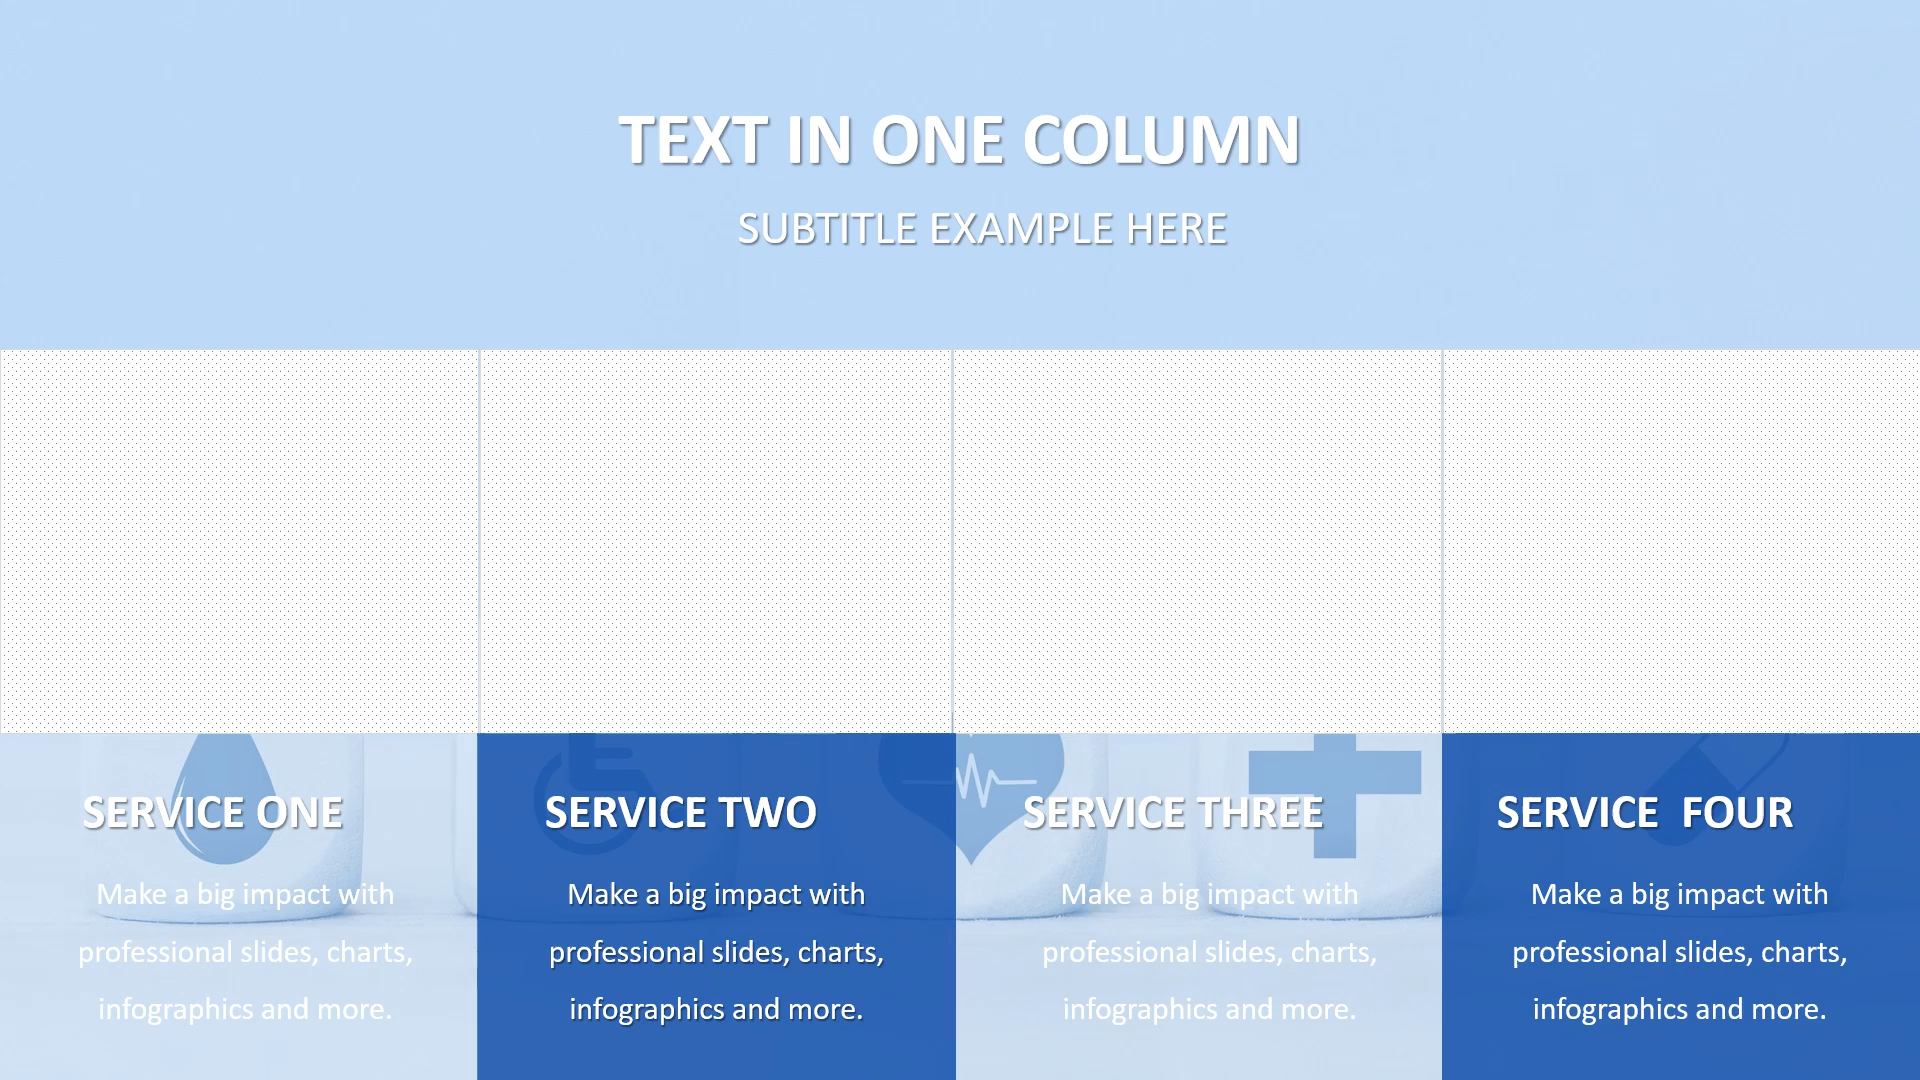 TEXT IN ONE COLUMN
SUBTITLE EXAMPLE HERE
SERVICE ONE
Make a big impact with
professional slides, charts,
infographics and more.
SERVICE TWO
Make a big impact with
professional slides, charts,
infographics and more.
SERVICE THREE
Make a big impact with
professional slides, charts,
infographics and more.
SERVICE  FOUR
Make a big impact with
professional slides, charts,
infographics and more.